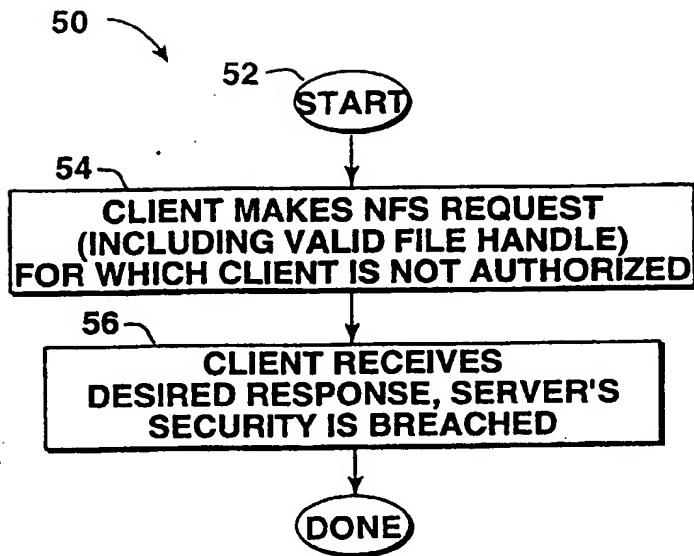 50
52
START
54
CLIENT MAKES NFS REQUEST
(INCLUDING VALID FILE HANDLE)
FOR WHICH CLIENT IS NOT AUTHORIZED
56
CLIENT RECEIVES
DESIRED RESPONSE, SERVER'S
SECURITY IS BREACHED
DONE